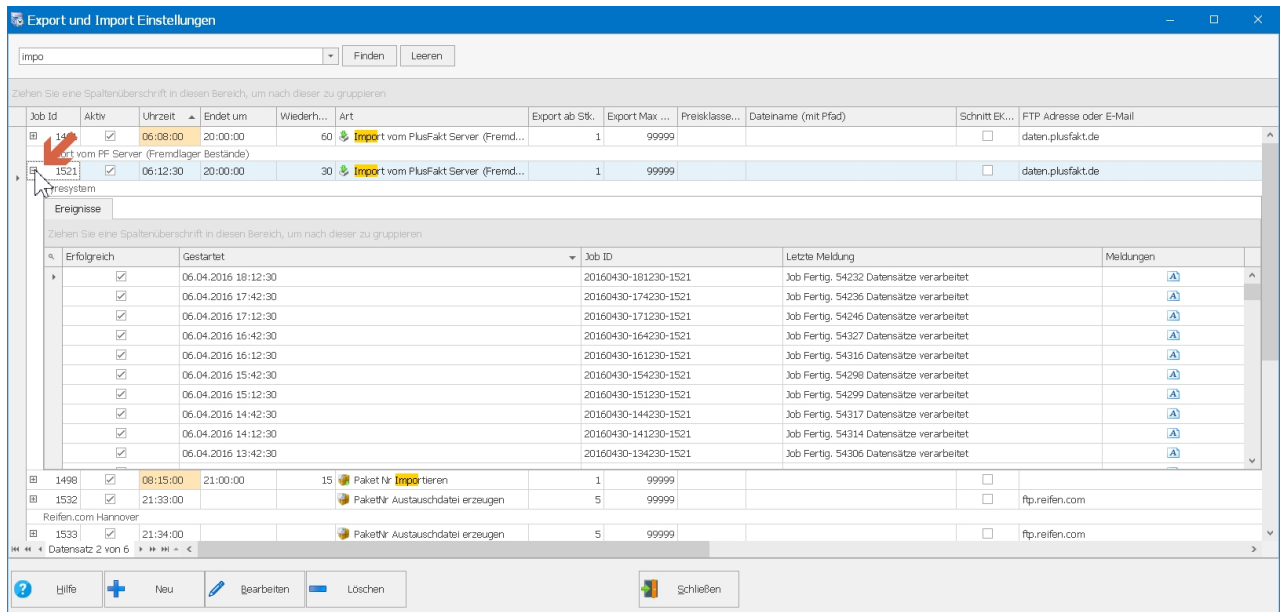 Export und Import Einstellungen
impo Finden Leeren
Ziehen Sie eine Spaltenüberschrift in diesen Bereich, um nach dieser zu gruppieren
Job Id Aktiv Uhrzeit Endet um Wiederh... Art Export ab Stk. Export Max ... Preisklasse... Dateiname (mit Pfad) Schnitt EK... FTP Adresse oder E-Mail
06:08:00 20:00:00 60 Import vom PlusFakt Server (Fremd... 1 99999 daten.plusfakt.de
vom PF Server (Fremdlager Bestände)
1521 06:12:30 20:00:00 30 Import vom PlusFakt Server (Fremd... 1 99999 daten.plusfakt.de
Ereignisse
Ziehen Sie eine Spaltenüberschrift in diesen Bereich, um nach dieser zu gruppieren
Erfolgreich Gestartet Job ID Letzte Meldung Meldungen
06.04.2016 18:12:30 20160430-181230-1521 Job Fertig. 54232 Datensätze verarbeitet A
06.04.2016 17:42:30 20160430-174230-1521 Job Fertig. 54236 Datensätze verarbeitet A
06.04.2016 17:12:30 20160430-171230-1521 Job Fertig. 54246 Datensätze verarbeitet A
06.04.2016 16:42:30 20160430-164230-1521 Job Fertig. 54327 Datensätze verarbeitet A
06.04.2016 16:12:30 20160430-161230-1521 Job Fertig. 54316 Datensätze verarbeitet A
06.04.2016 15:42:30 20160430-154230-1521 Job Fertig. 54298 Datensätze verarbeitet A
06.04.2016 15:12:30 20160430-151230-1521 Job Fertig. 54299 Datensätze verarbeitet A
06.04.2016 14:42:30 20160430-144230-1521 Job Fertig. 54317 Datensätze verarbeitet A
06.04.2016 14:12:30 20160430-141230-1521 Job Fertig. 54314 Datensätze verarbeitet A
06.04.2016 13:42:30 20160430-134230-1521 Job Fertig. 54306 Datensätze verarbeitet A
1498 08:15:00 21:00:00 15 Paket Nr Importieren 1 99999
1532 21:33:00 PaketNr Austauschdatei erzeugen 5 99999 ftp.reifen.com
Reifen.com Hannover
1533 21:34:00 PaketNr Austauschdatei erzeugen 5 99999 ftp.reifen.com
Datensatz 2 von 6
? Hilfe Neu Bearbeiten Löschen Schließen